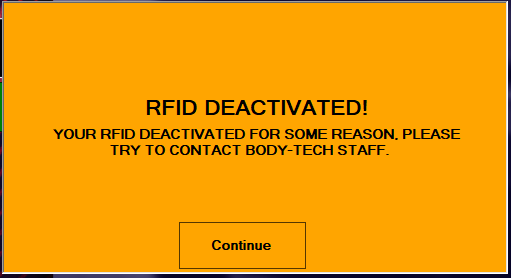 RFID DEACTIVATED!
YOUR RFID DEACTIVATED FOR SOME REASON, PLEASE
TRY TO CONTACT BODY-TECH STAFF.
Continue